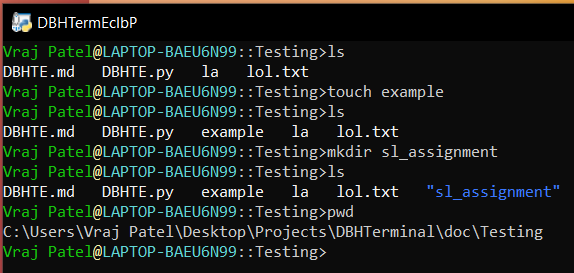 DBHTermEcIbP
Vraj Patel@LAPTOP-BAEU6N99::Testing>ls
DBHTE.md   DBHTE.py   la   lol.txt
Vraj Patel@LAPTOP-BAEU6N99::Testing>touch example
Vraj Patel@LAPTOP-BAEU6N99::Testing>ls
DBHTE.md   DBHTE.py   example   la   lol.txt
Vraj Patel@LAPTOP-BAEU6N99::Testing>mkdir sl_assignment
Vraj Patel@LAPTOP-BAEU6N99::Testing>ls
DBHTE.md   DBHTE.py   example   la   lol.txt   "sl_assignment"
Vraj Patel@LAPTOP-BAEU6N99::Testing>pwd
C:\Users\Vraj Patel\Desktop\Projects\DBHTerminal\doc\Testing
Vraj Patel@LAPTOP-BAEU6N99::Testing>